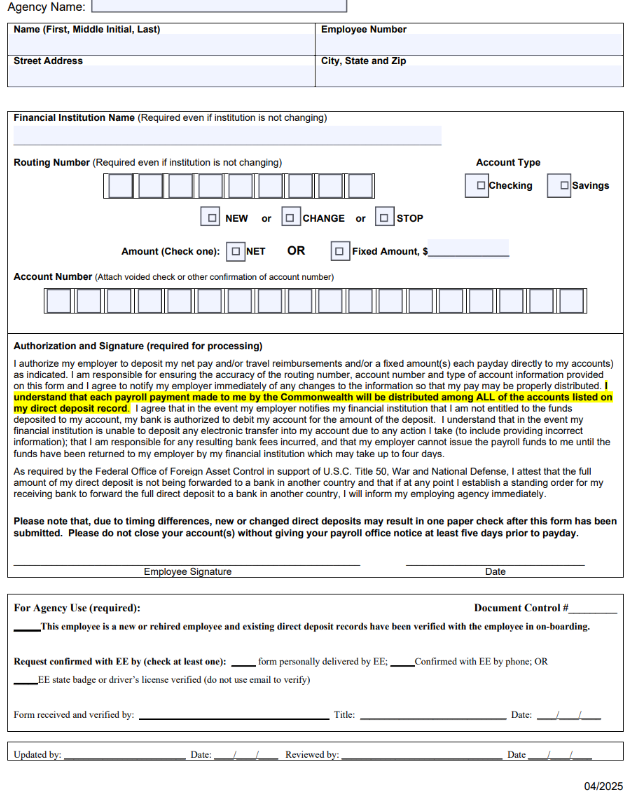 Agency Name:
Name (First, Middle Initial, Last) Employee Number
Street Address City, State and Zip
Financial Institution Name (Required even if institution is not changing)
Routing Number (Required even if institution is not changing) Account Type
Checking Savings
NEW or CHANGE or STOP
Amount (Check one): NET OR Fixed Amount, $
Account Number (Attach voided check or other confirmation of account number)
Authorization and Signature (required for processing)
I authorize my employer to deposit my net pay and/or travel reimbursements and/or a fixed amount(s) each payday directly to my accounts)
as indicated. I am responsible for ensuring the accuracy of the routing number, account number and type of account information provided
on this form and I agree to notify my employer immediately of any changes to the information so that my pay may be properly distributed. I
understand that each payroll payment made to me by the Commonwealth will be distributed among ALL of the accounts listed on
my direct deposit record. I agree that in the event my employer notifies my financial institution that I am not entitled to the funds
deposited to my account, my bank is authorized to debit my account for the amount of the deposit. I understand that in the event my
financial institution is unable to deposit any electronic transfer into my account due to any action I take (to include providing incorrect
information); that I am responsible for any resulting bank fees incurred, and that my employer cannot issue the payroll funds to me until the
funds have been returned to my employer by my financial institution which may take up to four days.
As required by the Federal Office of Foreign Asset Control in support of U.S.C. Title 50, War and National Defense, I attest that the full
amount of my direct deposit is not being forwarded to a bank in another country and that if at any point I establish a standing order for my
receiving bank to forward the full direct deposit to a bank in another country, I will inform my employing agency immediately.
Please note that, due to timing differences, new or changed direct deposits may result in one paper check after this form has been
submitted. Please do not close your account(s) without giving your payroll office notice at least five days prior to payday.
Employee Signature Date
For Agency Use (required): Document Control #________
____This employee is a new or rehired employee and existing direct deposit records have been verified with the employee in on-boarding.
Request confirmed with EE by (check at least one): ____ form personally delivered by EE; ____Confirmed with EE by phone; OR
____EE state badge or driver's license verified (do not use email to verify)
Form received and verified by: ____________ Title: ____________ Date: ___/___/___
Updated by: ____________ Date: ___/___/___ Reviewed by: ____________ Date ___/___/___
04/2025